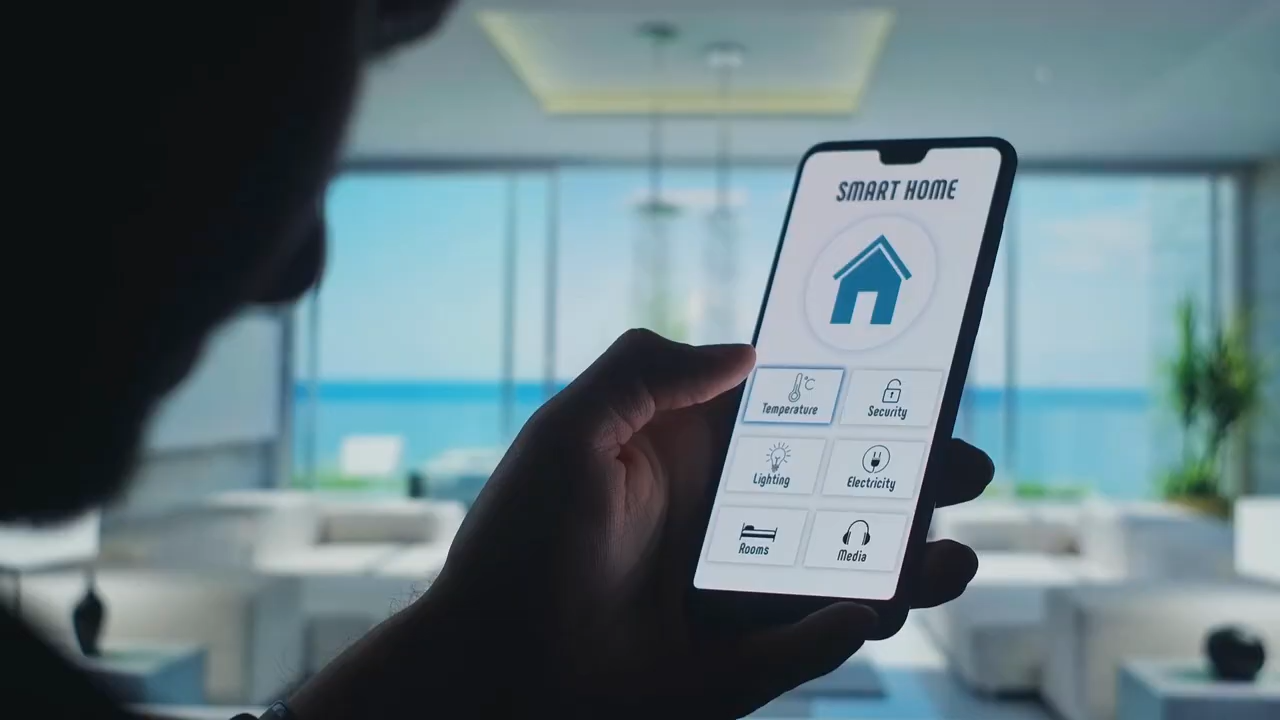 SMART HOME
°C
Temperature
Security
Lighting
Electricity
Rooms
Media